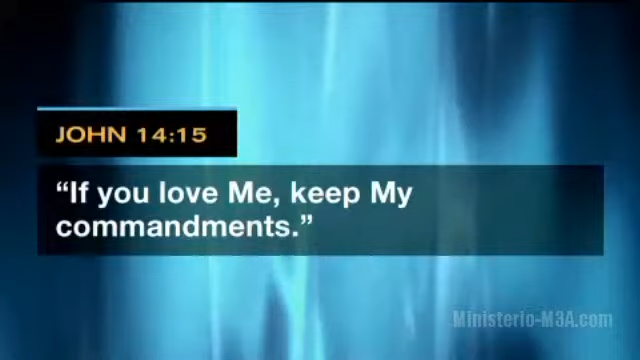 JOHN 14:15
“If you love Me, keep My
commandments.”
Ministerio-M3A.com